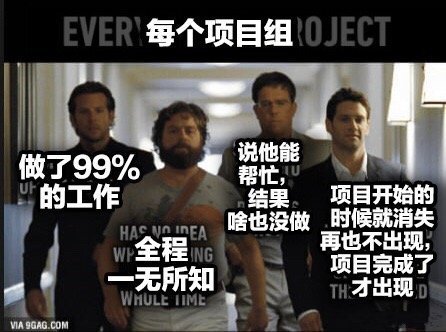 EVER 每个项目组 ROJECT
做了99%
的工作
说他能
帮忙，
结果
啥也没做
项目开始的
时候就消失
再也不出现，
项目完成了
才出现
HAS NO IDEA
全程
一无所知
WHOLE TIME
VIA 9GAG.COM